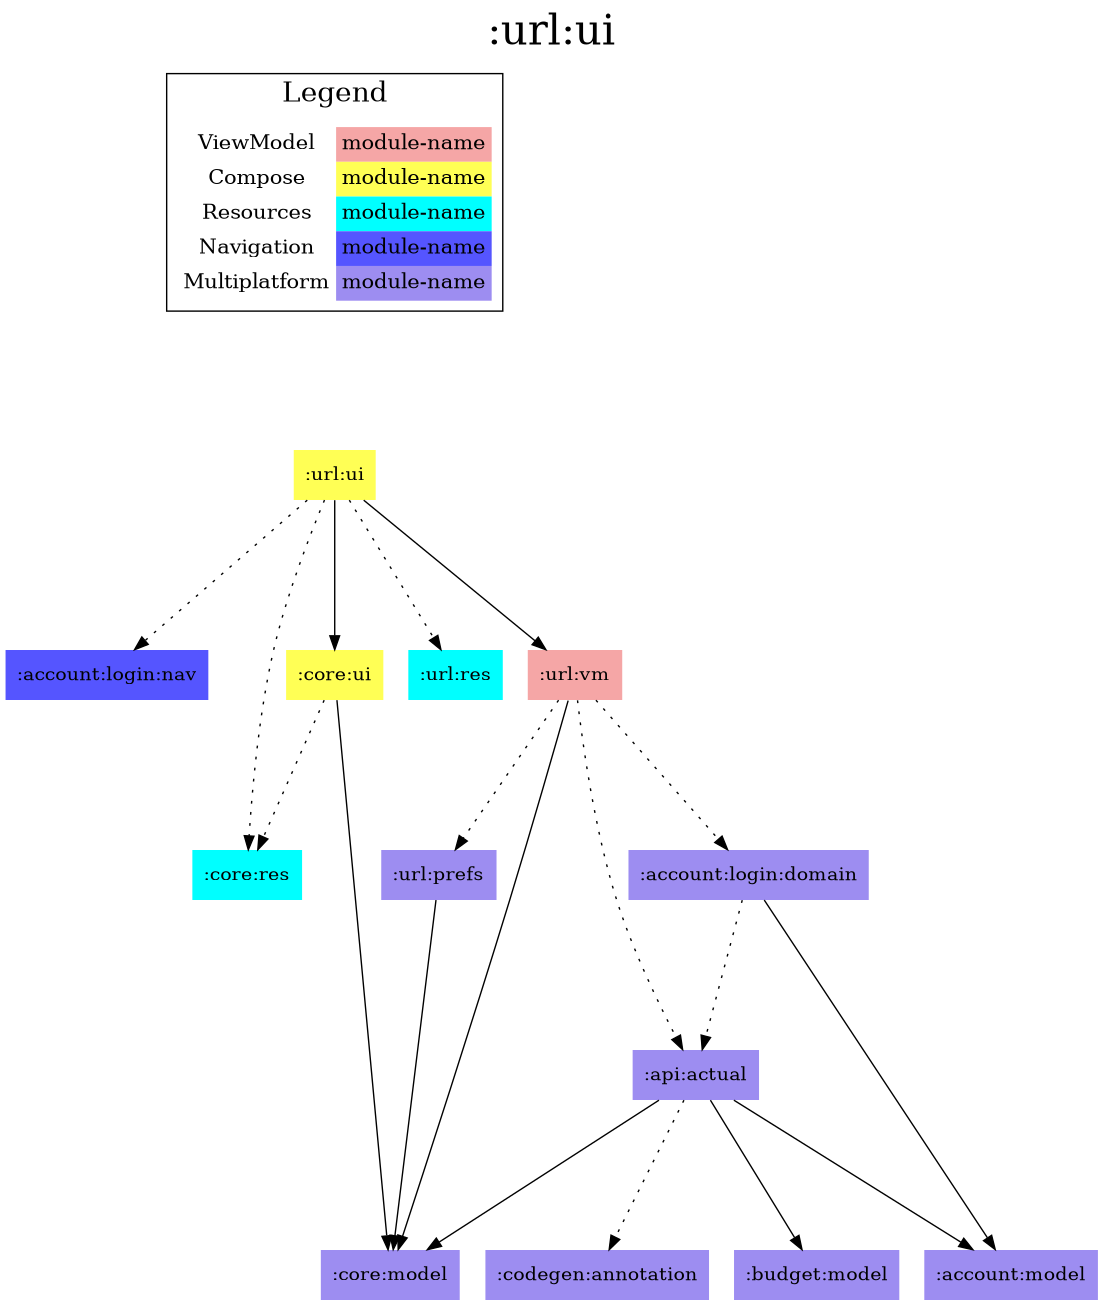 :url:ui
Legend
ViewModel module-name
Compose module-name
Resources module-name
Navigation module-name
Multiplatform module-name
:url:ui
:account:login:nav :core:ui :url:res :url:vm
:core:res :url:prefs :account:login:domain
:api:actual
:core:model :codegen:annotation :budget:model :account:model